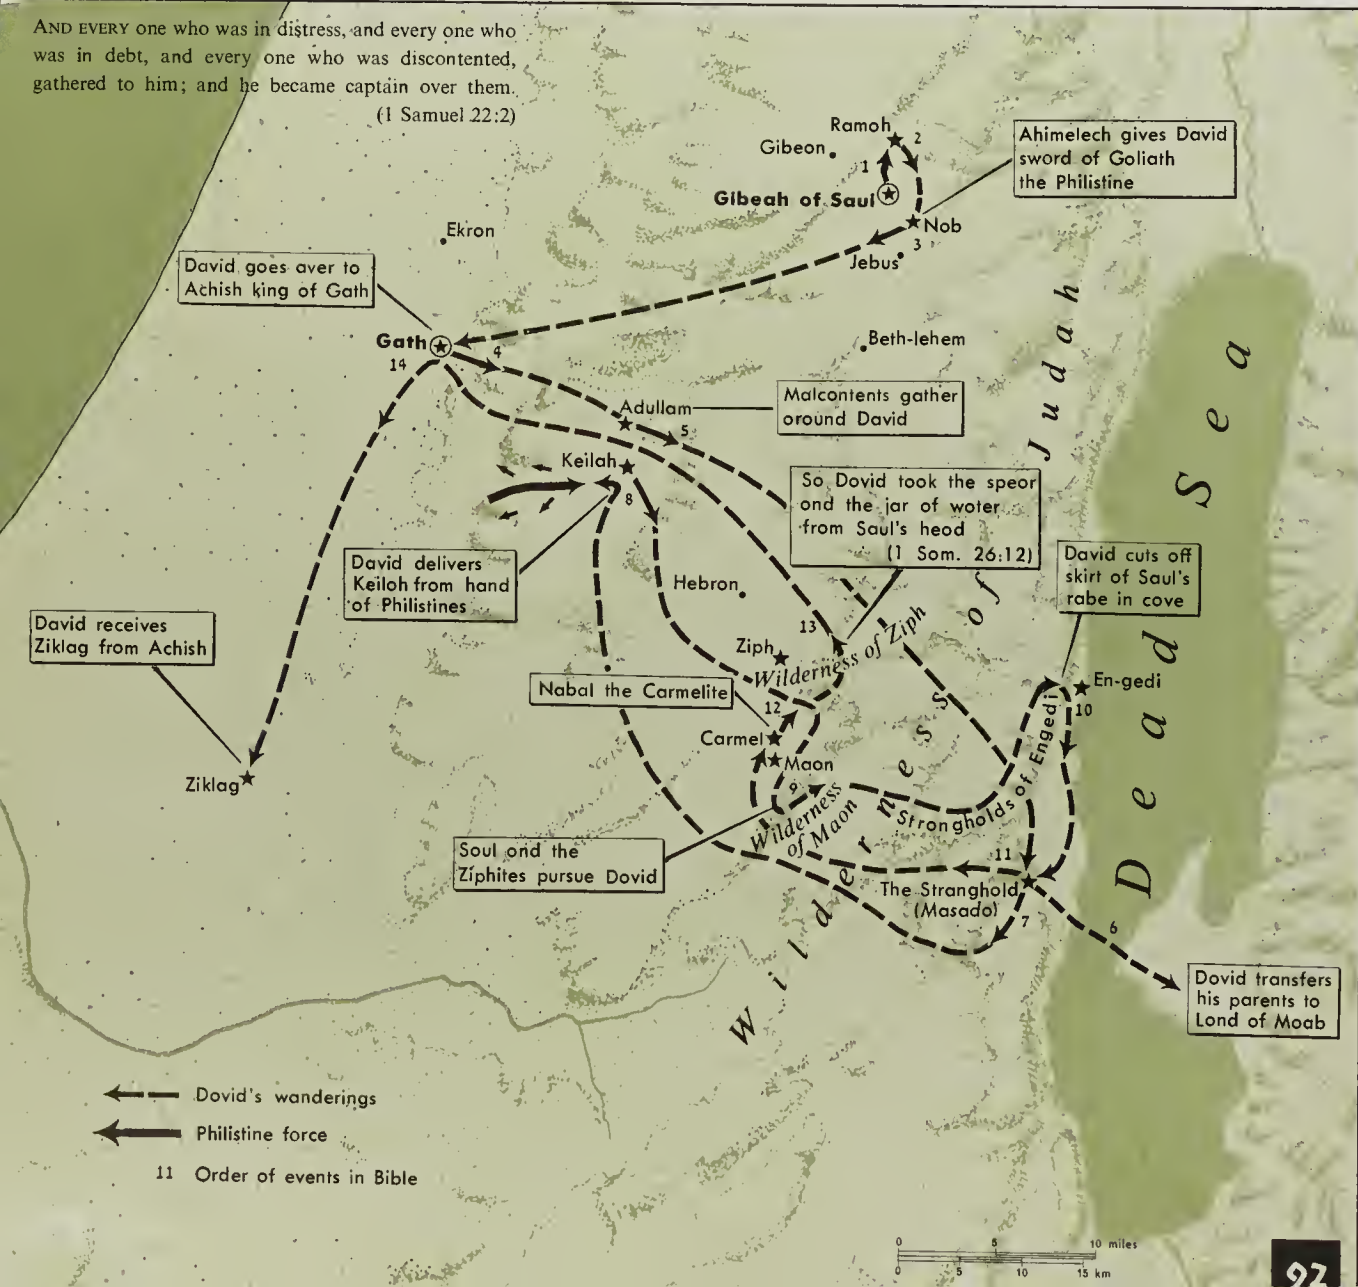 AND EVERY one who was in distress, and every one who
was in debt, and every one who was discontented,
gathered to him; and he became captain over them.
(1 Samuel 22:2)
Ramoh
2
Gibeon
1
Gibeah of Saul
Ahimelech gives David
sword of Goliath
the Philistine
Nob
3
Jebus
Ekron
David goes aver to
Achish king of Gath
Gath
4
14
Beth-lehem
Malcontents gather
oround David
Adullam
5
Keilah
8
So Dovid took the speor
ond the jar of woter
from Saul's heod
(1 Som. 26:12)
David cuts off
skirt of Saul's
rabe in cove
David delivers
Keiloh from hand
of Philistines
Hebron
David receives
Ziklag from Achish
13
Ziph
Wilderness of Ziph
Nabal the Carmelite
En-gedi
10
12
Carmel
Maon
9
Ziklag
Wilderness
of Maon
Strongholds of Engedi
Soul ond the
Ziphites pursue Dovid
11
The Stranghold
(Masado)
7
6
Wilderness of Judah
Dead Sea
Dovid transfers
his parents to
Lond of Moab
Dovid's wanderings
Philistine force
11 Order of events in Bible
0 5 10 miles
0 5 10 15 km
92